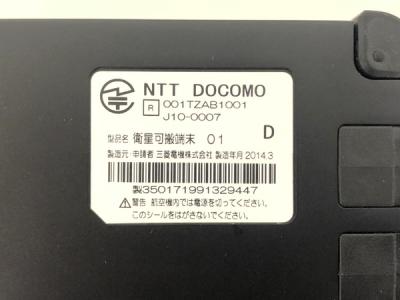 NTT DOCOMO
R 001TZAB1001
J10-0007
型品名 衛星可搬端末 01 D
製造元・申請者 三菱電機株式会社 製造年月 2014.3
製350171991329447
⚠警告 航空機内では電源を切ってください。
このシールをはがさないでください。